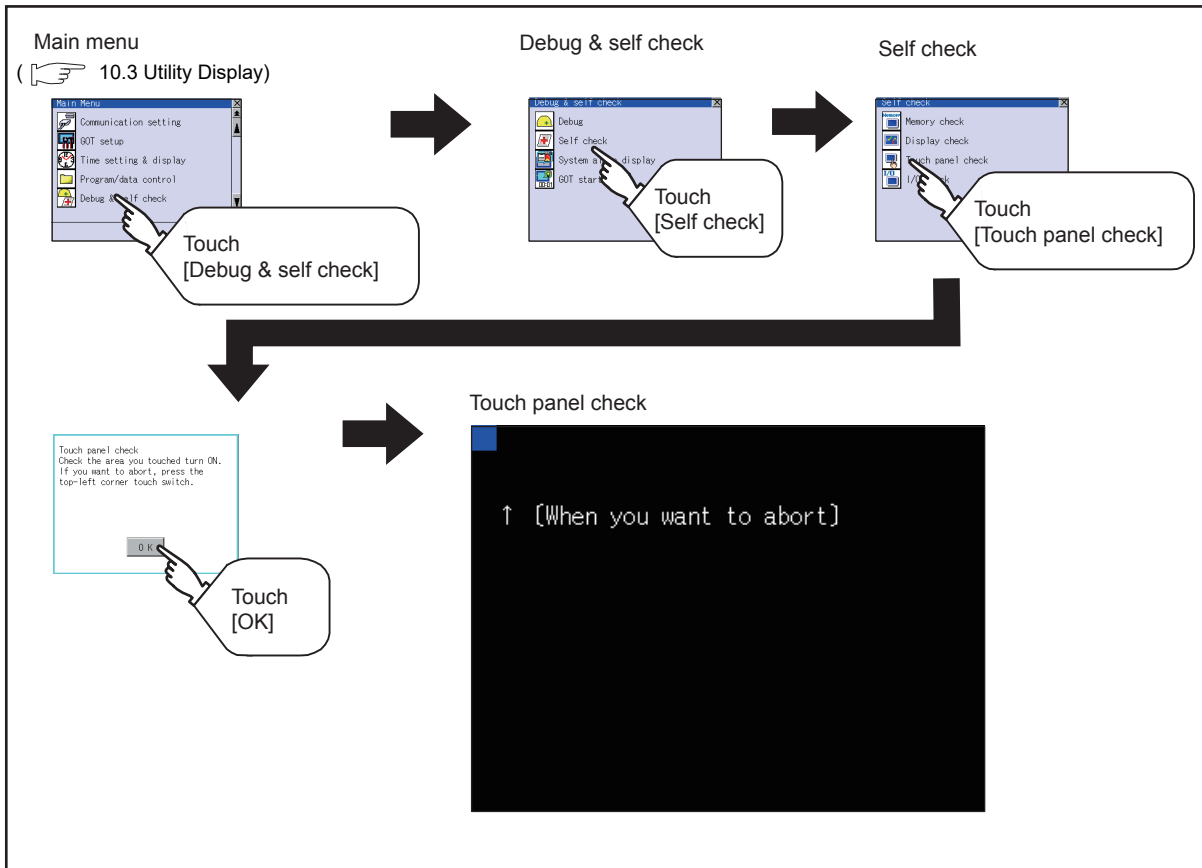 Main menu
( 10.3 Utility Display)
Main Menu
Communication setting
GOT setup
Time setting & display
Program/data control
Debug & self check
Touch
[Debug & self check]
Debug & self check
Debug & self check
Debug
Self check
System display
GOT
Touch
[Self check]
Self check
Self check
Memory check
Display check
Touch panel check
I/O
Touch
[Touch panel check]
Touch panel check
Check the area you touched turn ON.
If you want to abort, press the
top-left corner touch switch.
OK
Touch
[OK]
Touch panel check
↑ [When you want to abort]